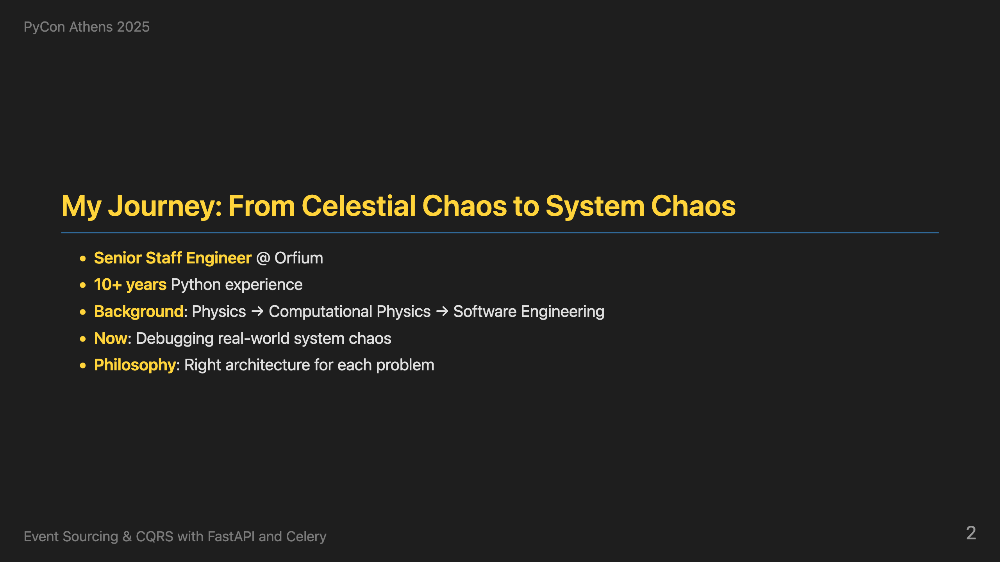 PyCon Athens 2025
My Journey: From Celestial Chaos to System Chaos
• Senior Staff Engineer @ Orfium
• 10+ years Python experience
• Background: Physics → Computational Physics → Software Engineering
• Now: Debugging real-world system chaos
• Philosophy: Right architecture for each problem
Event Sourcing & CQRS with FastAPI and Celery
2